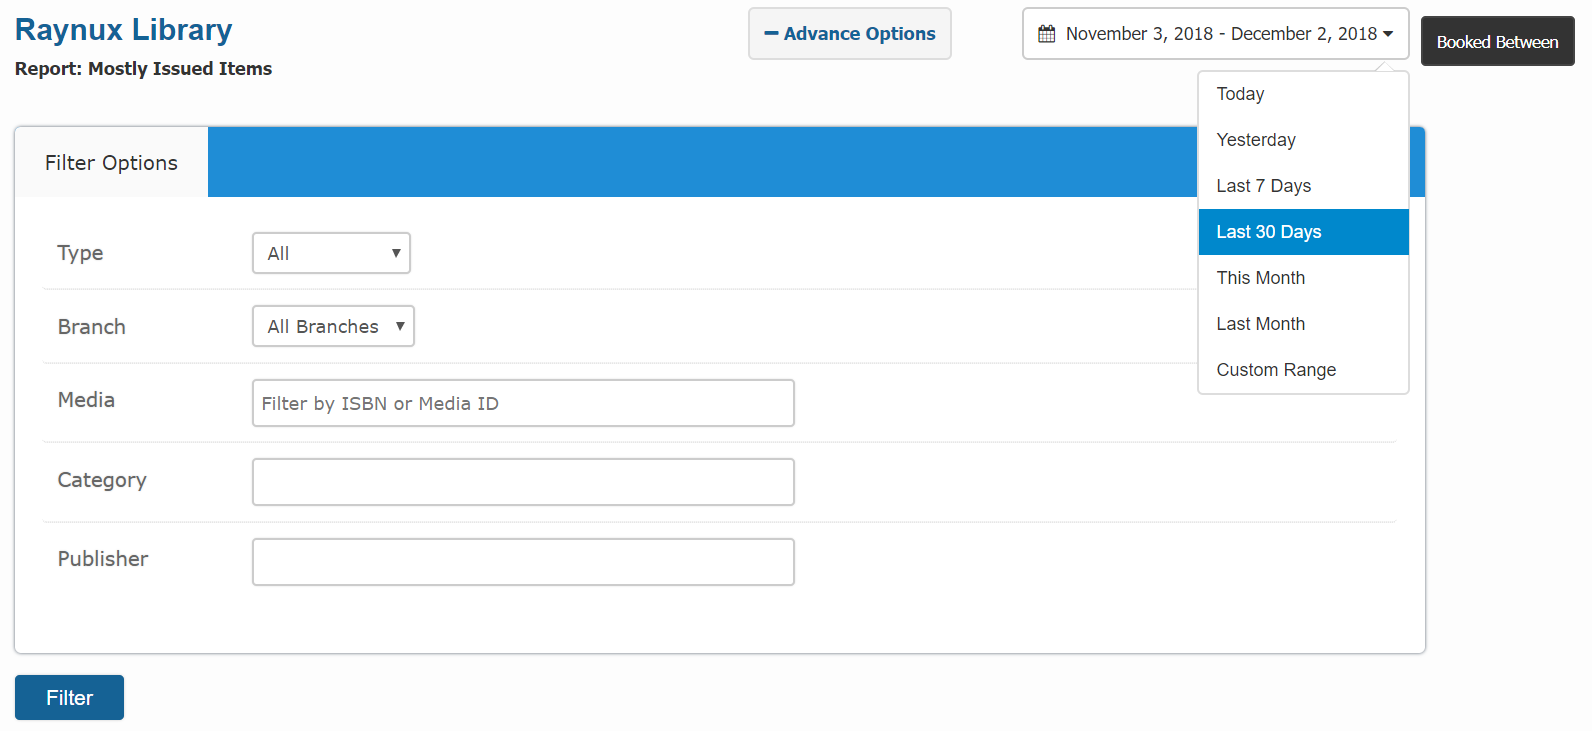 Raynux Library
Report: Mostly Issued Items
Advance Options
November 3, 2018 - December 2, 2018
Booked Between
Today
Yesterday
Last 7 Days
Last 30 Days
This Month
Last Month
Custom Range
Filter Options
Type
All
Branch
All Branches
Media
Filter by ISBN or Media ID
Category
Publisher
Filter